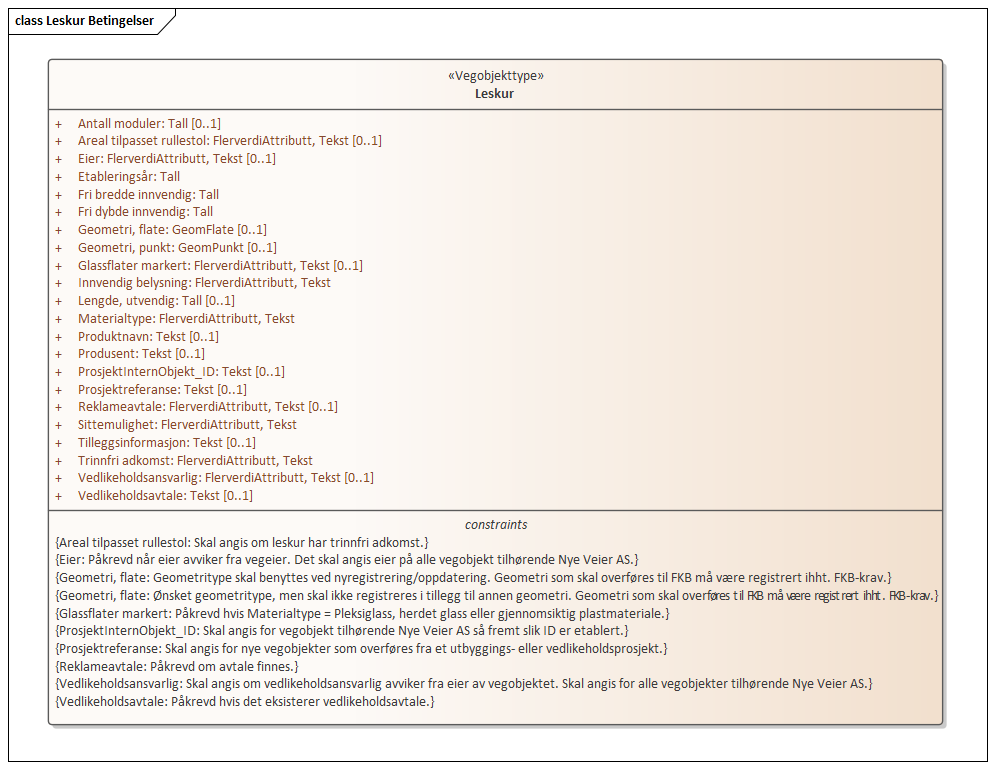 class Leskur Betingelser
«Vegobjekttype»
Leskur
+ Antall moduler: Tall [0..1]
+ Areal tilpasset rullestol: FlerverdiAttributt, Tekst [0..1]
+ Eier: FlerverdiAttributt, Tekst [0..1]
+ Etableringsår: Tall
+ Fri bredde innvendig: Tall
+ Fri dybde innvendig: Tall
+ Geometri, flate: GeomFlate [0..1]
+ Geometri, punkt: GeomPunkt [0..1]
+ Glassflater markert: FlerverdiAttributt, Tekst [0..1]
+ Innvendig belysning: FlerverdiAttributt, Tekst
+ Lengde, utvendig: Tall [0..1]
+ Materialtype: FlerverdiAttributt, Tekst
+ Produktnavn: Tekst [0..1]
+ Produsent: Tekst [0..1]
+ ProsjektInternObjekt_ID: Tekst [0..1]
+ Prosjektreferanse: Tekst [0..1]
+ Reklameavtale: FlerverdiAttributt, Tekst [0..1]
+ Sittemulighet: FlerverdiAttributt, Tekst
+ Tilleggsinformasjon: Tekst [0..1]
+ Trinnfri adkomst: FlerverdiAttributt, Tekst
+ Vedlikeholdsansvarlig: FlerverdiAttributt, Tekst [0..1]
+ Vedlikeholdsavtale: Tekst [0..1]
constraints
{Areal tilpasset rullestol: Skal angis om leskur har trinnfri adkomst.}
{Eier: Påkrevd når eier avviker fra vegeier. Det skal angis eier på alle vegobjekt tilhørende Nye Veier AS.}
{Geometri, flate: Geometritype skal benyttes ved nyregistrering/oppdatering. Geometri som skal overføres til FKB må være registrert ihht. FKB-krav.}
{Geometri, flate: Ønsket geometritype, men skal ikke registreres i tillegg til annen geometri. Geometri som skal overføres til FKB må være registrert ihht. FKB-krav.}
{Glassflater markert: Påkrevd hvis Materialtype = Pleksiglass, herdet glass eller gjennomsiktig plastmateriale.}
{ProsjektInternObjekt_ID: Skal angis for vegobjekt tilhørende Nye Veier AS så fremt slik ID er etablert.}
{Prosjektreferanse: Skal angis for nye vegobjekter som overføres fra et utbyggings- eller vedlikeholdsprosjekt.}
{Reklameavtale: Påkrevd om avtale finnes.}
{Vedlikeholdsansvarlig: Skal angis om vedlikeholdsansvarlig avviker fra eier av vegobjektet. Skal angis for alle vegobjekter tilhørende Nye Veier AS.}
{Vedlikeholdsavtale: Påkrevd hvis det eksisterer vedlikeholdsavtale.}